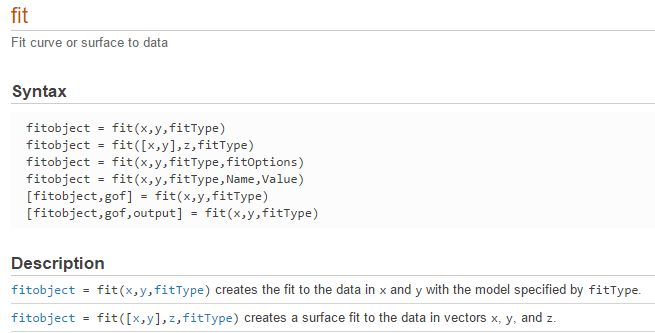 fit
Fit curve or surface to data
Syntax
fitobject = fit(x,y,fitType)
fitobject = fit([x,y],z,fitType)
fitobject = fit(x,y,fitType,fitOptions)
fitobject = fit(x,y,fitType,Name,Value)
[fitobject,gof] = fit(x,y,fitType)
[fitobject,gof,output] = fit(x,y,fitType)
Description
fitobject = fit(x,y,fitType) creates the fit to the data in x and y with the model specified by fitType.
fitobject = fit([x,y],z,fitType) creates a surface fit to the data in vectors x, y, and z.